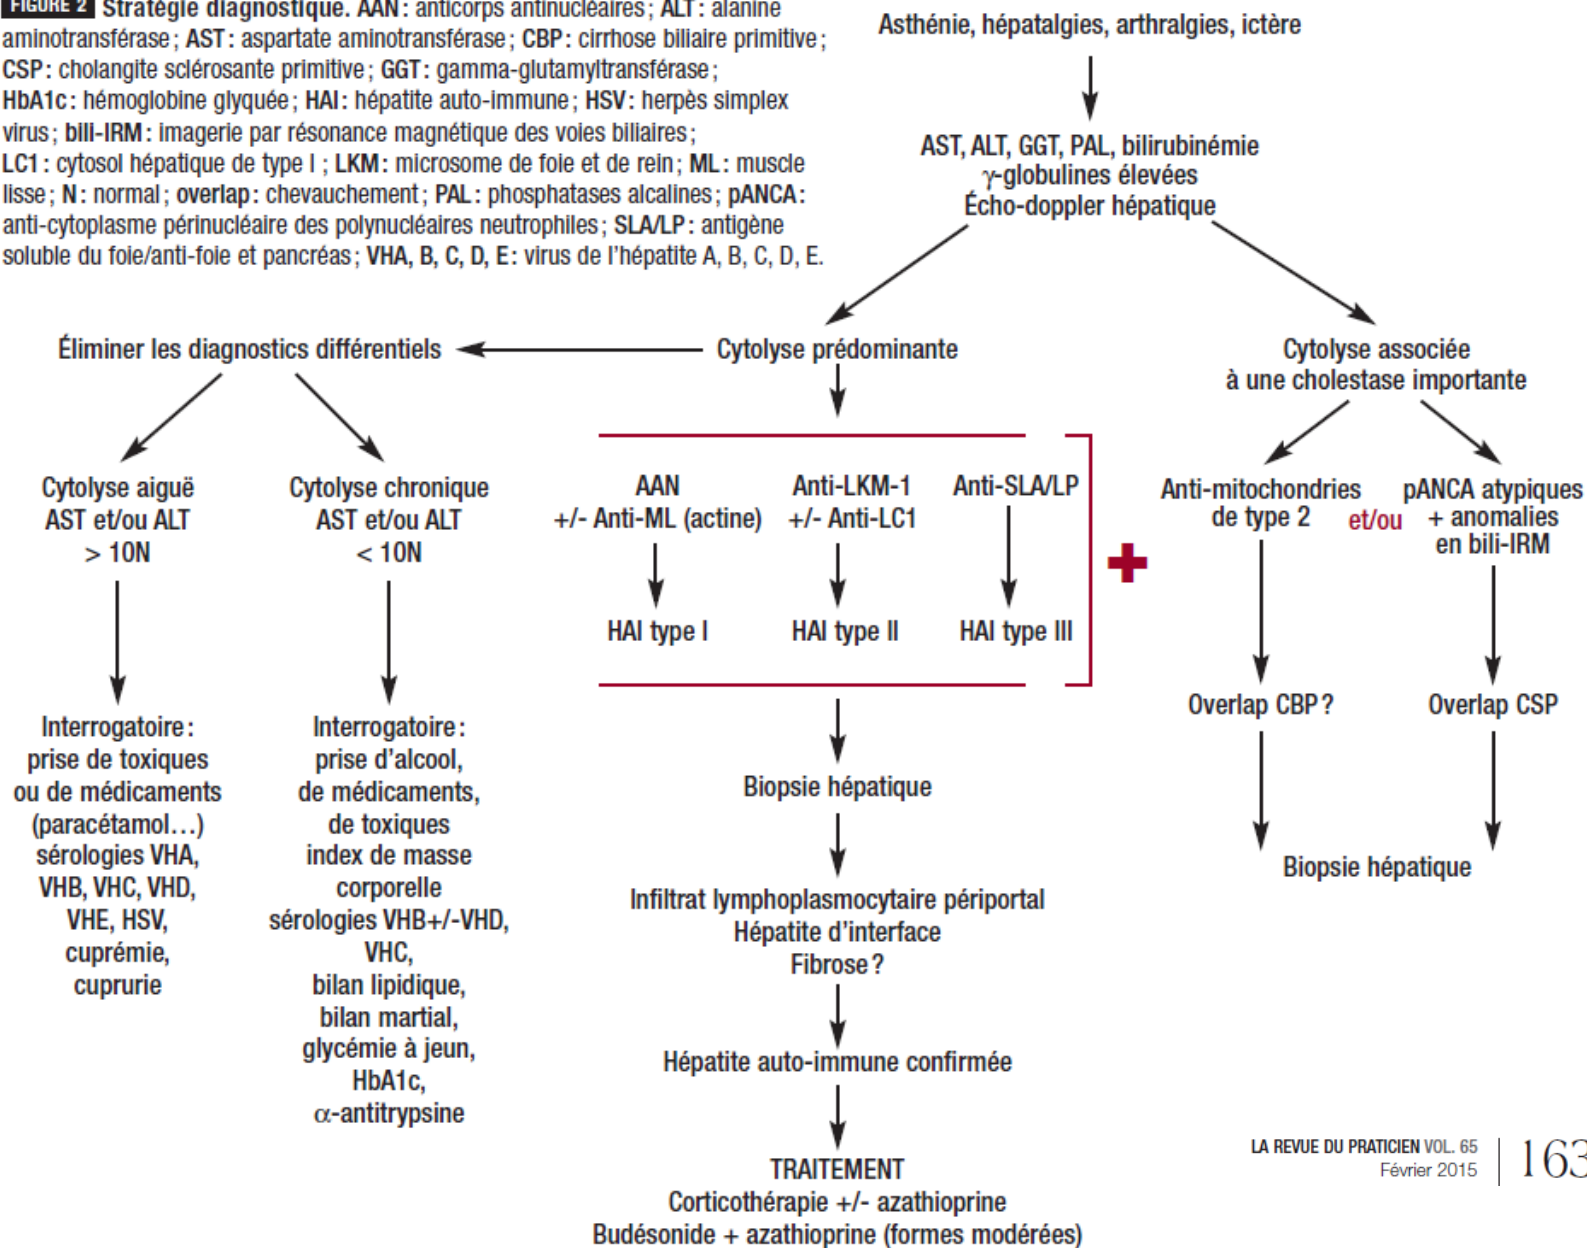 FIGURE 2 Stratégie diagnostique. AAN : anticorps antinucléaires ; ALT : alanine
aminotransférase ; AST : aspartate aminotransférase ; CBP : cirrhose biliaire primitive ;
CSP : cholangite sclérosante primitive ; GGT : gamma-glutamyltransférase ;
HbA1c : hémoglobine glyquée ; HAI : hépatite auto-immune ; HSV : herpès simplex
virus ; bili-IRM : imagerie par résonance magnétique des voies biliaires ;
LC1 : cytosol hépatique de type I ; LKM : microsome de foie et de rein ; ML : muscle
lisse ; N : normal ; overlap : chevauchement ; PAL : phosphatases alcalines ; pANCA :
anti-cytoplasme périnucléaire des polynucléaires neutrophiles ; SLA/LP : antigène
soluble du foie/anti-foie et pancréas ; VHA, B, C, D, E : virus de l'hépatite A, B, C, D, E.
Asthénie, hépatalgies, arthralgies, ictère
AST, ALT, GGT, PAL, bilirubinémie
γ-globulines élevées
Écho-doppler hépatique
Éliminer les diagnostics différentiels
Cytolyse prédominante
Cytolyse associée
à une cholestase importante
Cytolyse aiguë
AST et/ou ALT
> 10N
Cytolyse chronique
AST et/ou ALT
< 10N
AAN
+/- Anti-ML (actine)
Anti-LKM-1
+/- Anti-LC1
Anti-SLA/LP
Anti-mitochondries
de type 2
et/ou
pANCA atypiques
+ anomalies
en bili-IRM
HAI type I
HAI type II
HAI type III
+
Interrogatoire :
prise de toxiques
ou de médicaments
(paracétamol…)
sérologies VHA,
VHB, VHC, VHD,
VHE, HSV,
cuprémie,
cuprurie
Interrogatoire :
prise d'alcool,
de médicaments,
de toxiques
index de masse
corporelle
sérologies VHB+/-VHD,
VHC,
bilan lipidique,
bilan martial,
glycémie à jeun,
HbA1c,
α-antitrypsine
Biopsie hépatique
Infiltrat lymphoplasmocytaire périportal
Hépatite d'interface
Fibrose ?
Hépatite auto-immune confirmée
TRAITEMENT
Corticothérapie +/- azathioprine
Budésonide + azathioprine (formes modérées)
Overlap CBP ?
Overlap CSP
Biopsie hépatique
LA REVUE DU PRATICIEN VOL. 65
Février 2015
163